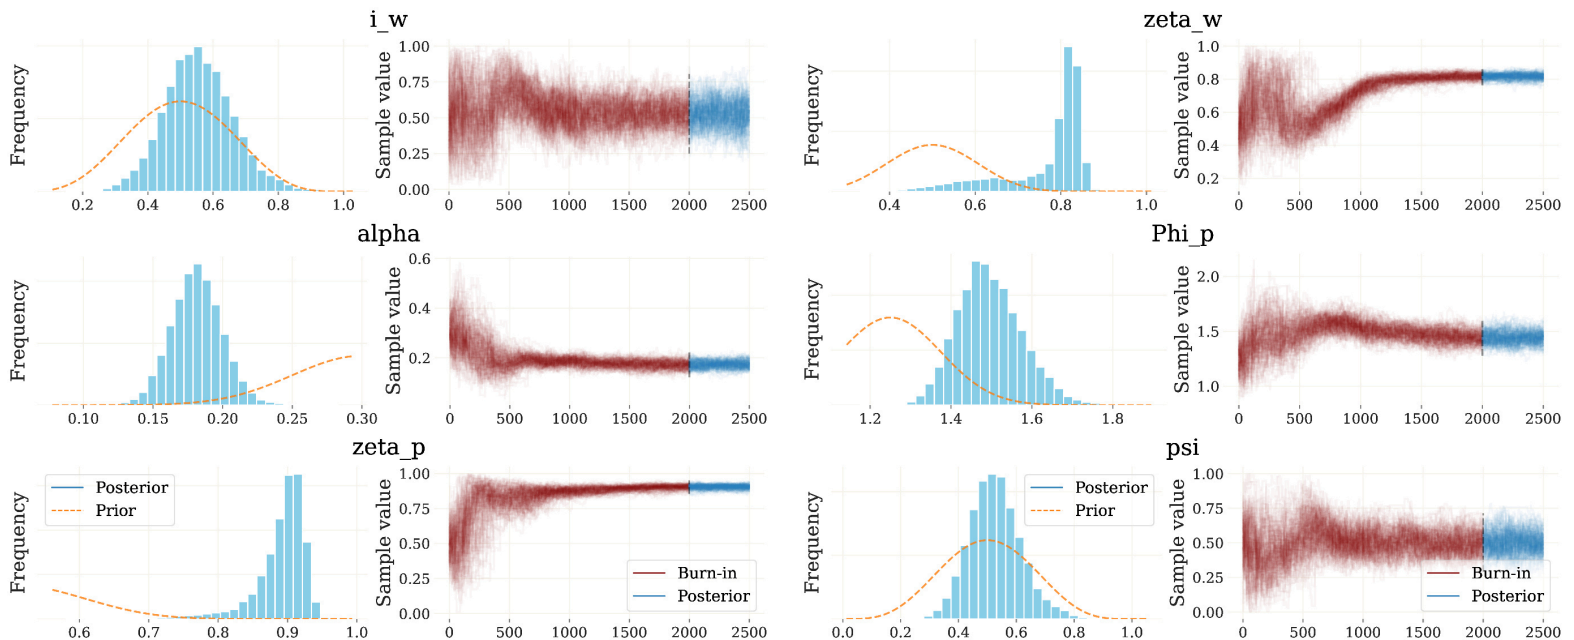 i_w
Frequency
0.2 0.4 0.6 0.8 1.0
Sample value
1.00
0.75
0.50
0.25
0.00
0 500 1000 1500 2000 2500
zeta_w
Frequency
0.4 0.6 0.8 1.0
Sample value
1.0
0.8
0.6
0.4
0.2
0 500 1000 1500 2000 2500
alpha
Frequency
0.10 0.15 0.20 0.25 0.30
Sample value
0.6
0.4
0.2
0 500 1000 1500 2000 2500
Phi_p
Frequency
1.2 1.4 1.6 1.8
Sample value
2.0
1.5
1.0
0 500 1000 1500 2000 2500
zeta_p
Frequency
Posterior
Prior
0.6 0.7 0.8 0.9 1.0
Sample value
1.00
0.75
0.50
0.25
0.00
Burn-in
Posterior
0 500 1000 1500 2000 2500
psi
Frequency
Posterior
Prior
0.0 0.2 0.4 0.6 0.8 1.0
Sample value
1.00
0.75
0.50
0.25
0.00
Burn-in
Posterior
0 500 1000 1500 2000 2500